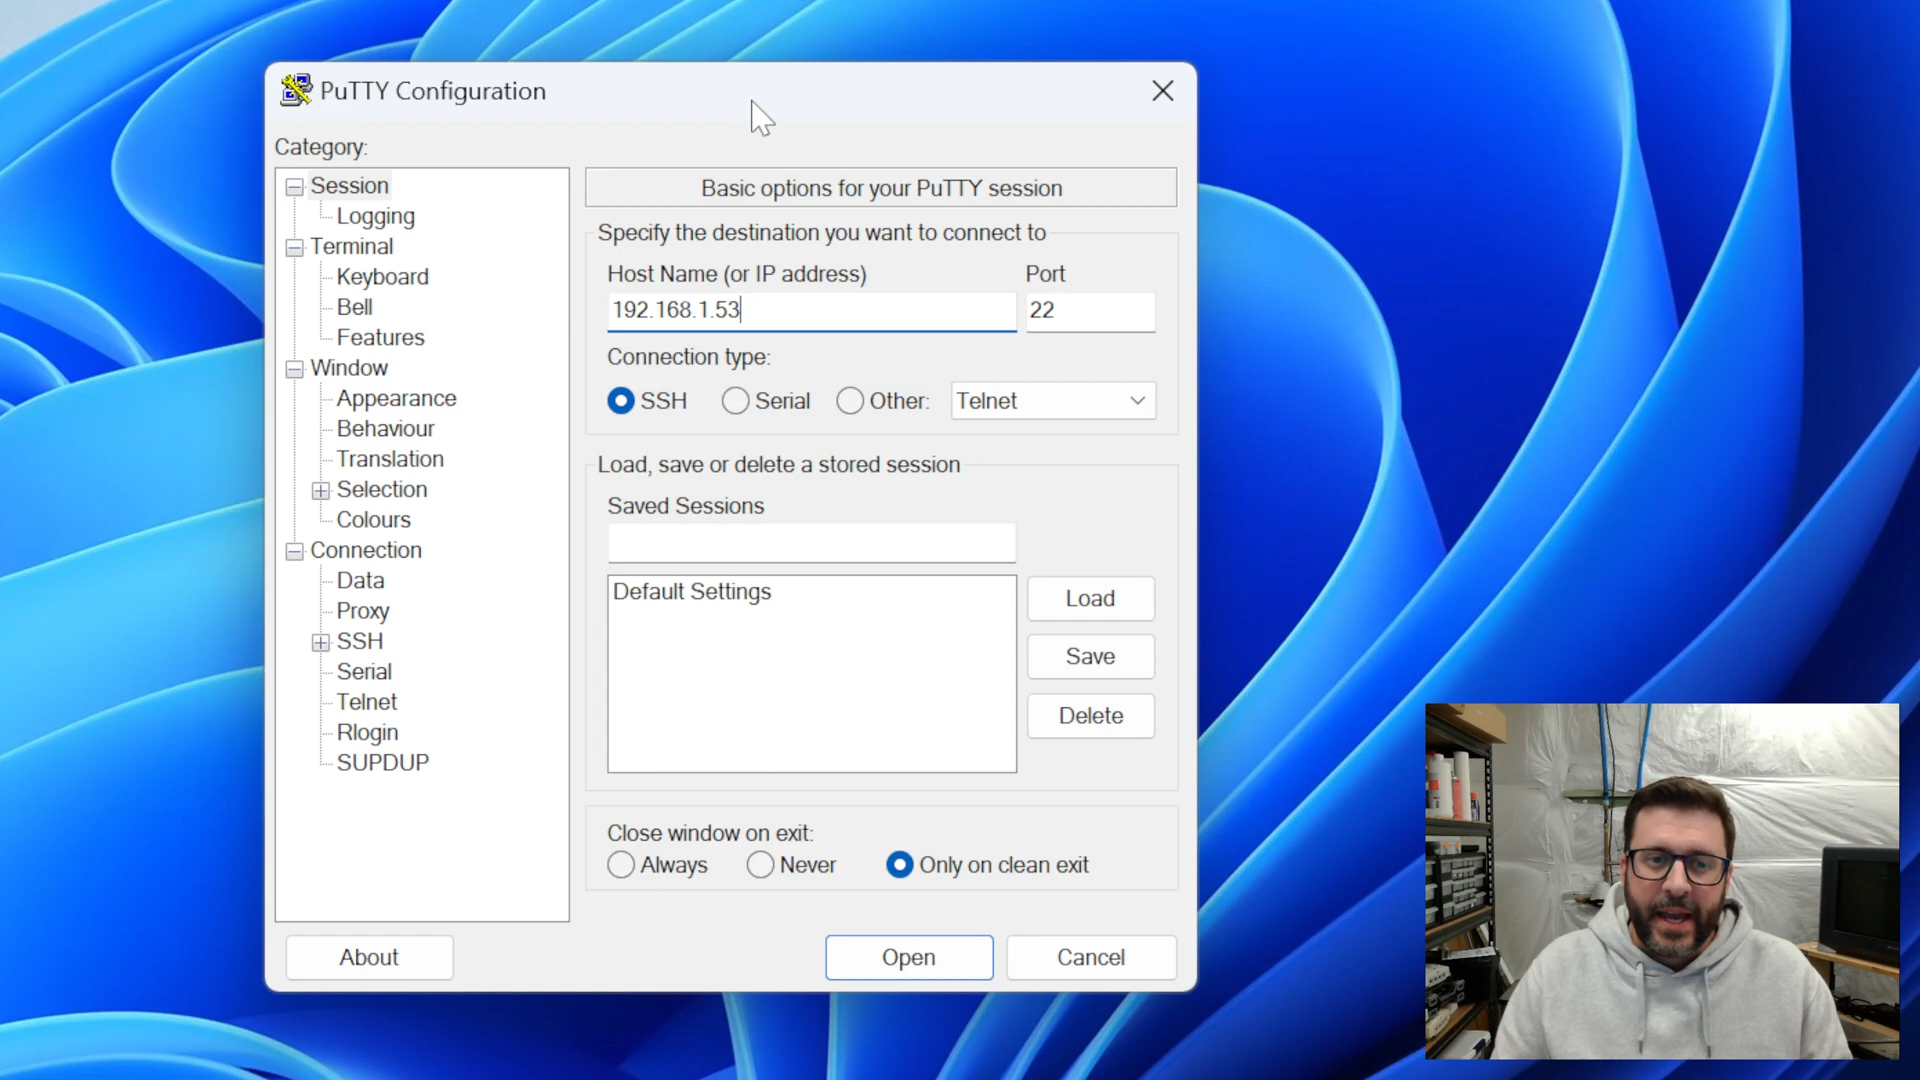 PuTTY Configuration
Category:
Session
Logging
Terminal
Keyboard
Bell
Features
Window
Appearance
Behaviour
Translation
Selection
Colours
Connection
Data
Proxy
SSH
Serial
Telnet
Rlogin
SUPDUP
Basic options for your PuTTY session
Specify the destination you want to connect to
Host Name (or IP address) Port
192.168.1.53 22
Connection type:
SSH Serial Other: Telnet
Load, save or delete a stored session
Saved Sessions
Default Settings
Load
Save
Delete
Close window on exit:
Always Never Only on clean exit
About Open Cancel